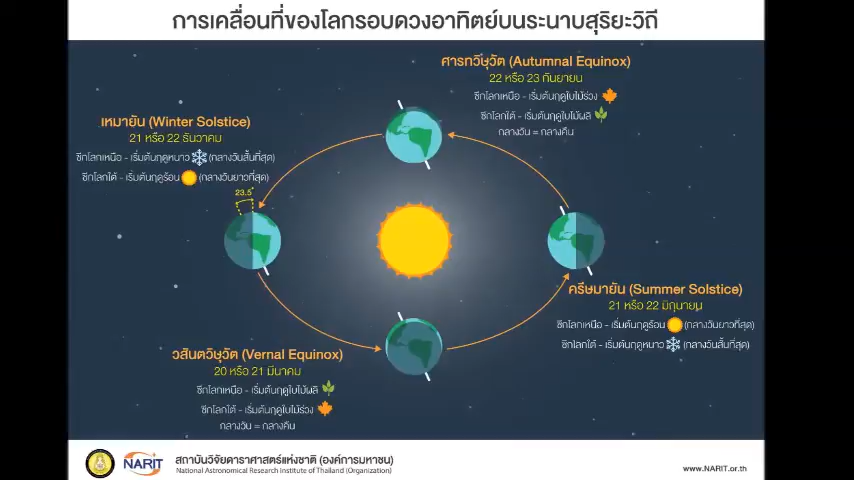 การเคลื่อนที่ของโลกรอบดวงอาทิตย์บนระนาบสุริยะวิถี
ศารทวิษุวัต (Autumnal Equinox)
22 หรือ 23 กันยายน
ซีกโลกเหนือ - เริ่มต้นฤดูใบไม้ร่วง
ซีกโลกใต้ - เริ่มต้นฤดูใบไม้ผลิ
กลางวัน = กลางคืน
เหมายัน (Winter Solstice)
21 หรือ 22 ธันวาคม
ซีกโลกเหนือ - เริ่มต้นฤดูหนาว (กลางวันสั้นที่สุด)
ซีกโลกใต้ - เริ่มต้นฤดูร้อน (กลางวันยาวที่สุด)
23.5°
ครีษมายัน (Summer Solstice)
21 หรือ 22 มิถุนายน
ซีกโลกเหนือ - เริ่มต้นฤดูร้อน (กลางวันยาวที่สุด)
ซีกโลกใต้ - เริ่มต้นฤดูหนาว (กลางวันสั้นที่สุด)
วสันตวิษุวัต (Vernal Equinox)
20 หรือ 21 มีนาคม
ซีกโลกเหนือ - เริ่มต้นฤดูใบไม้ผลิ
ซีกโลกใต้ - เริ่มต้นฤดูใบไม้ร่วง
กลางวัน = กลางคืน
NARIT
สถาบันวิจัยดาราศาสตร์แห่งชาติ (องค์การมหาชน)
National Astronomical Research Institute of Thailand (Organization)
www.NARIT.or.th